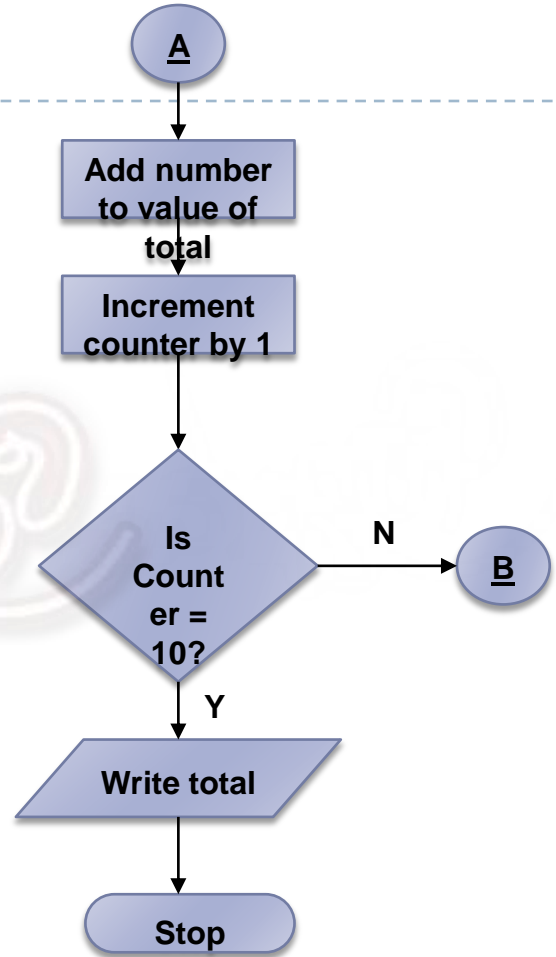 A
Add number
to value of
total
Increment
counter by 1
Is
Count
er =
10?
N
B
Y
Write total
Stop